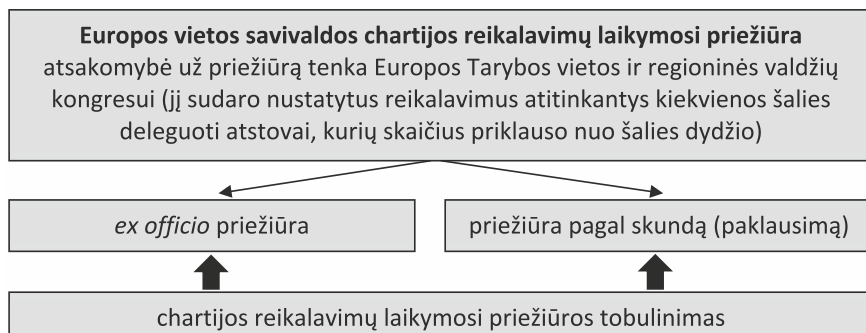 Europos vietos savivaldos chartijos reikalavimų laikymosi priežiūra
atsakomybė už priežiūrą tenka Europos Tarybos vietos ir regioninės valdžių
kongresui (jį sudaro nustatytus reikalavimus atitinkantys kiekvienos šalies
deleguoti atstovai, kurių skaičius priklauso nuo šalies dydžio)
ex officio priežiūra
priežiūra pagal skundą (paklausimą)
chartijos reikalavimų laikymosi priežiūros tobulinimas